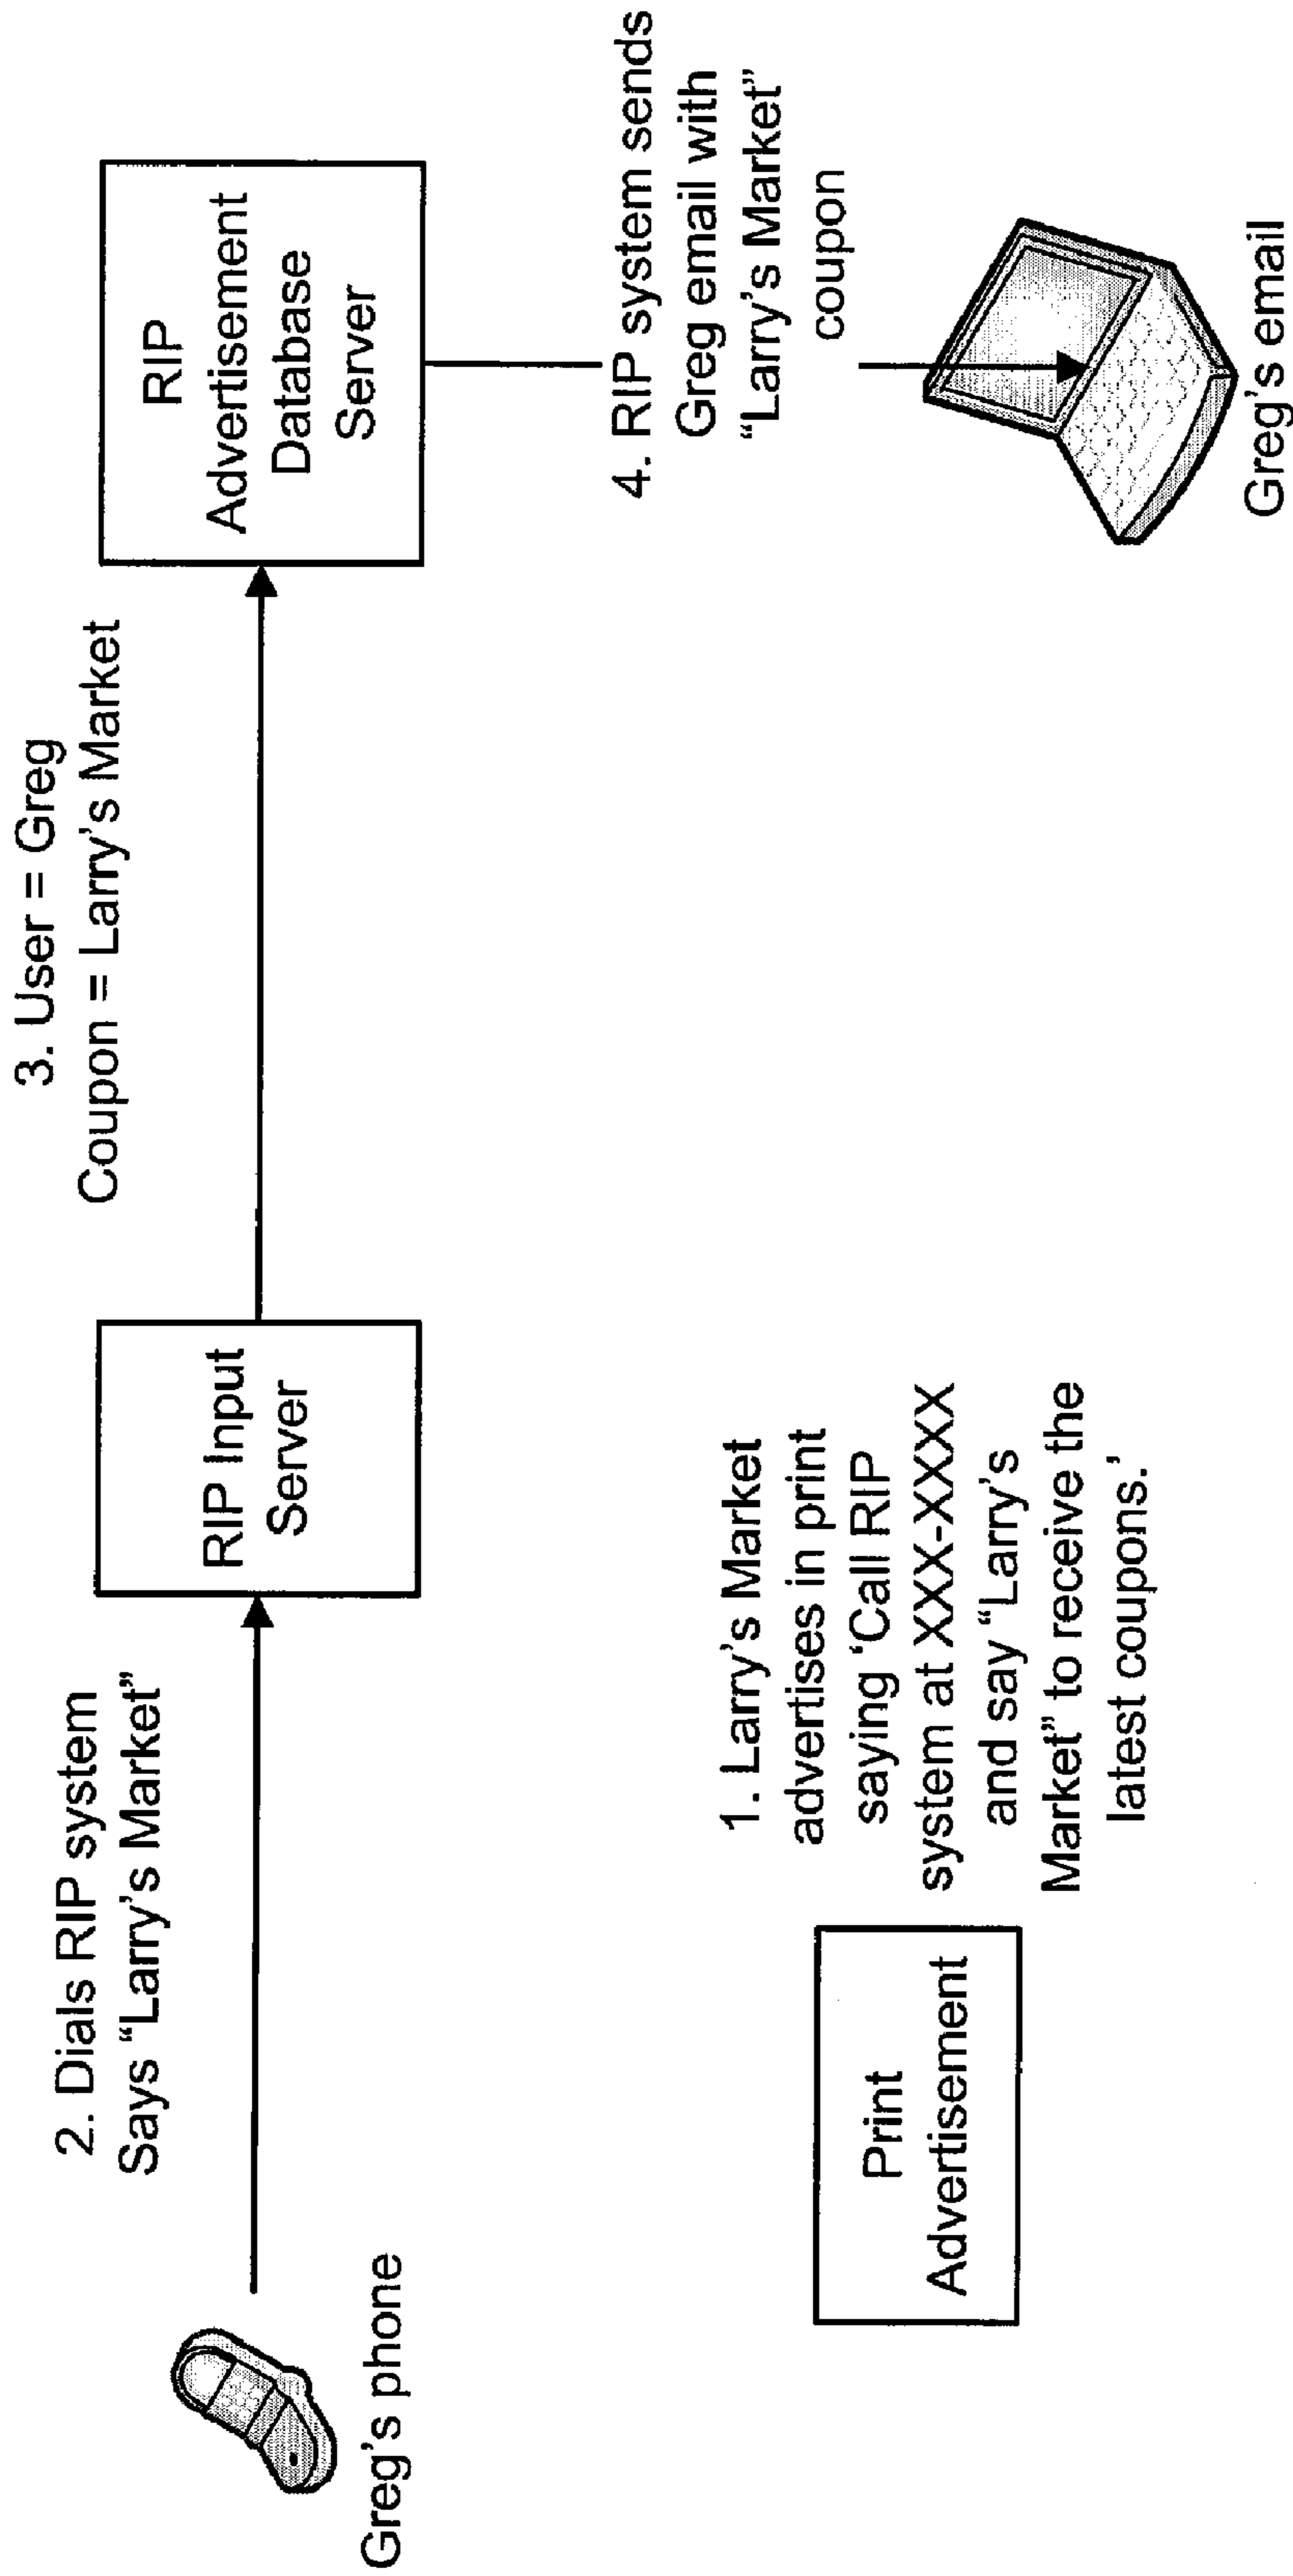 2. Dials RIP system
Says “Larry’s Market”
Greg’s phone
RIP Input
Server
3. User = Greg
Coupon = Larry’s Market
RIP
Advertisement
Database
Server
Print
Advertisement
1. Larry’s Market
advertises in print
saying ‘Call RIP
system at XXX-XXXX
and say “Larry’s
Market” to receive the
latest coupons.’
4. RIP system sends
Greg email with
“Larry’s Market”
coupon
Greg’s email